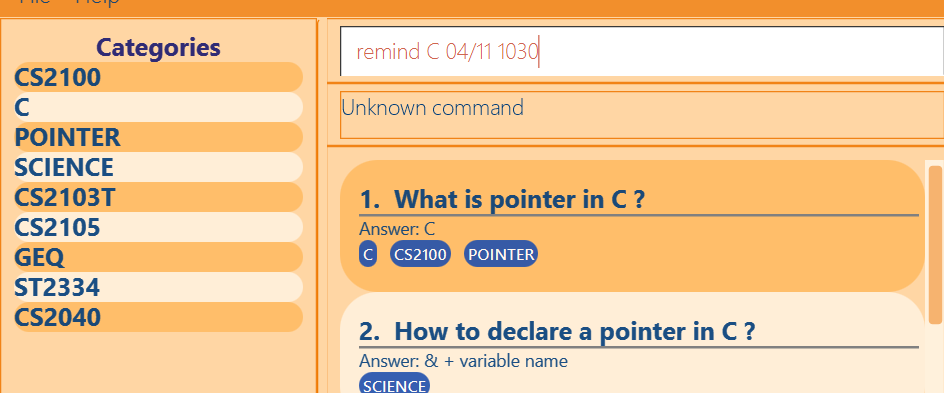 File Help
Categories
CS2100
C
POINTER
SCIENCE
CS2103T
CS2105
GEQ
ST2334
CS2040
remind C 04/11 1030
Unknown command
1. What is pointer in C ?
Answer: C
C CS2100 POINTER
2. How to declare a pointer in C ?
Answer: & + variable name
SCIENCE